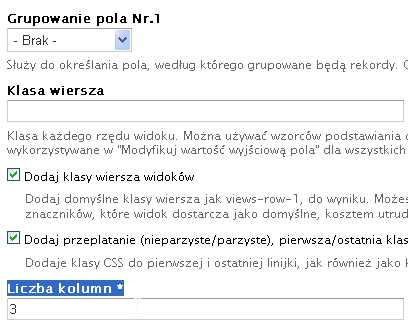 Grupowanie pola Nr.1
- Brak -
Służy do określania pola, według którego grupowane będą rekordy.
Klasa wiersza
Klasa każdego rzędu widoku. Można używać wzorców podstawiania
wykorzystywane w "Modyfikuj wartość wyjściową pola" dla wszystkich
Dodaj klasy wiersza widoków
Dodaj domyślne klasy wiersza jak views-row-1, do wyniku.
znaczników, które widok dostarcza jako domyślne, kosztem
Dodaj przeplatanie (nieparzyste/parzyste), pierwsza/ostatnia
Dodaje klasy CSS do pierwszej i ostatniej linijki, jak również jako
Liczba kolumn *
3